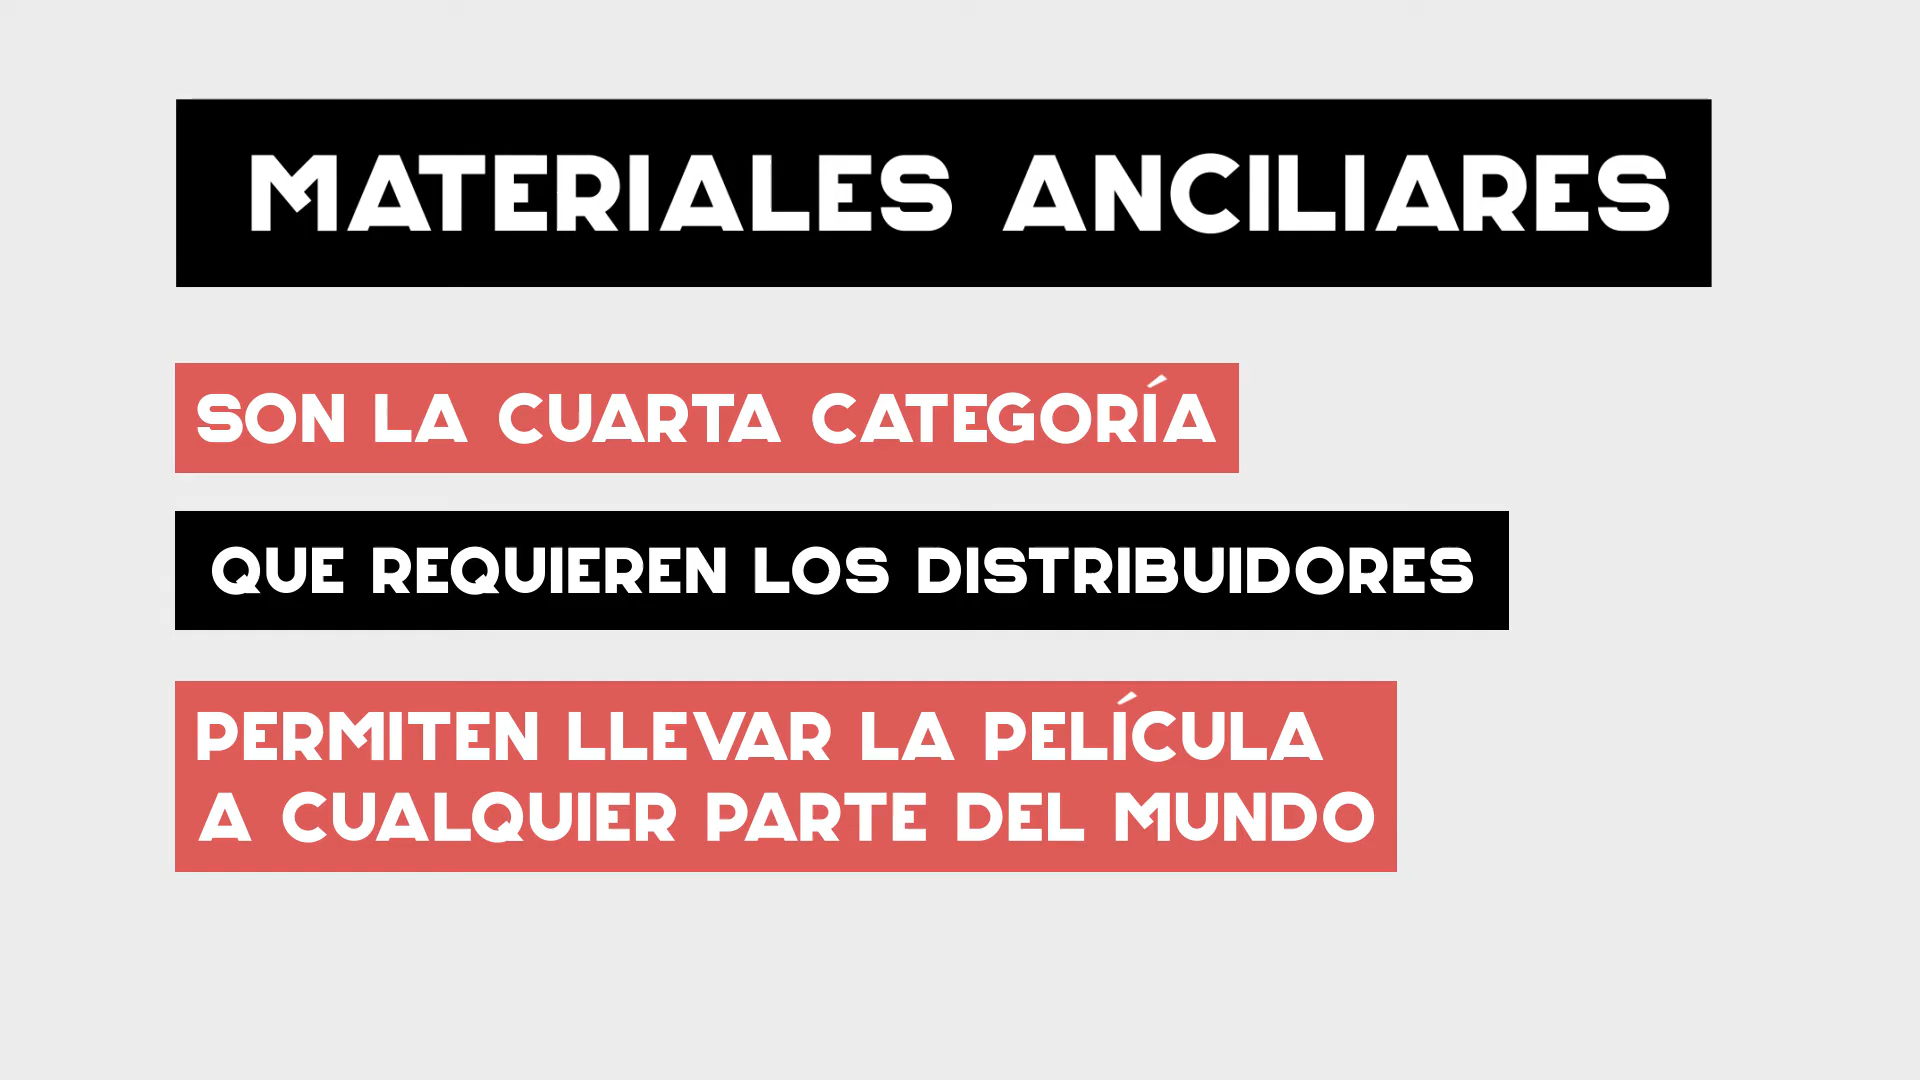 MATERIALES ANCILIARES
SON LA CUARTA CATEGORÍA
QUE REQUIEREN LOS DISTRIBUIDORES
PERMITEN LLEVAR LA PELÍCULA
A CUALQUIER PARTE DEL MUNDO